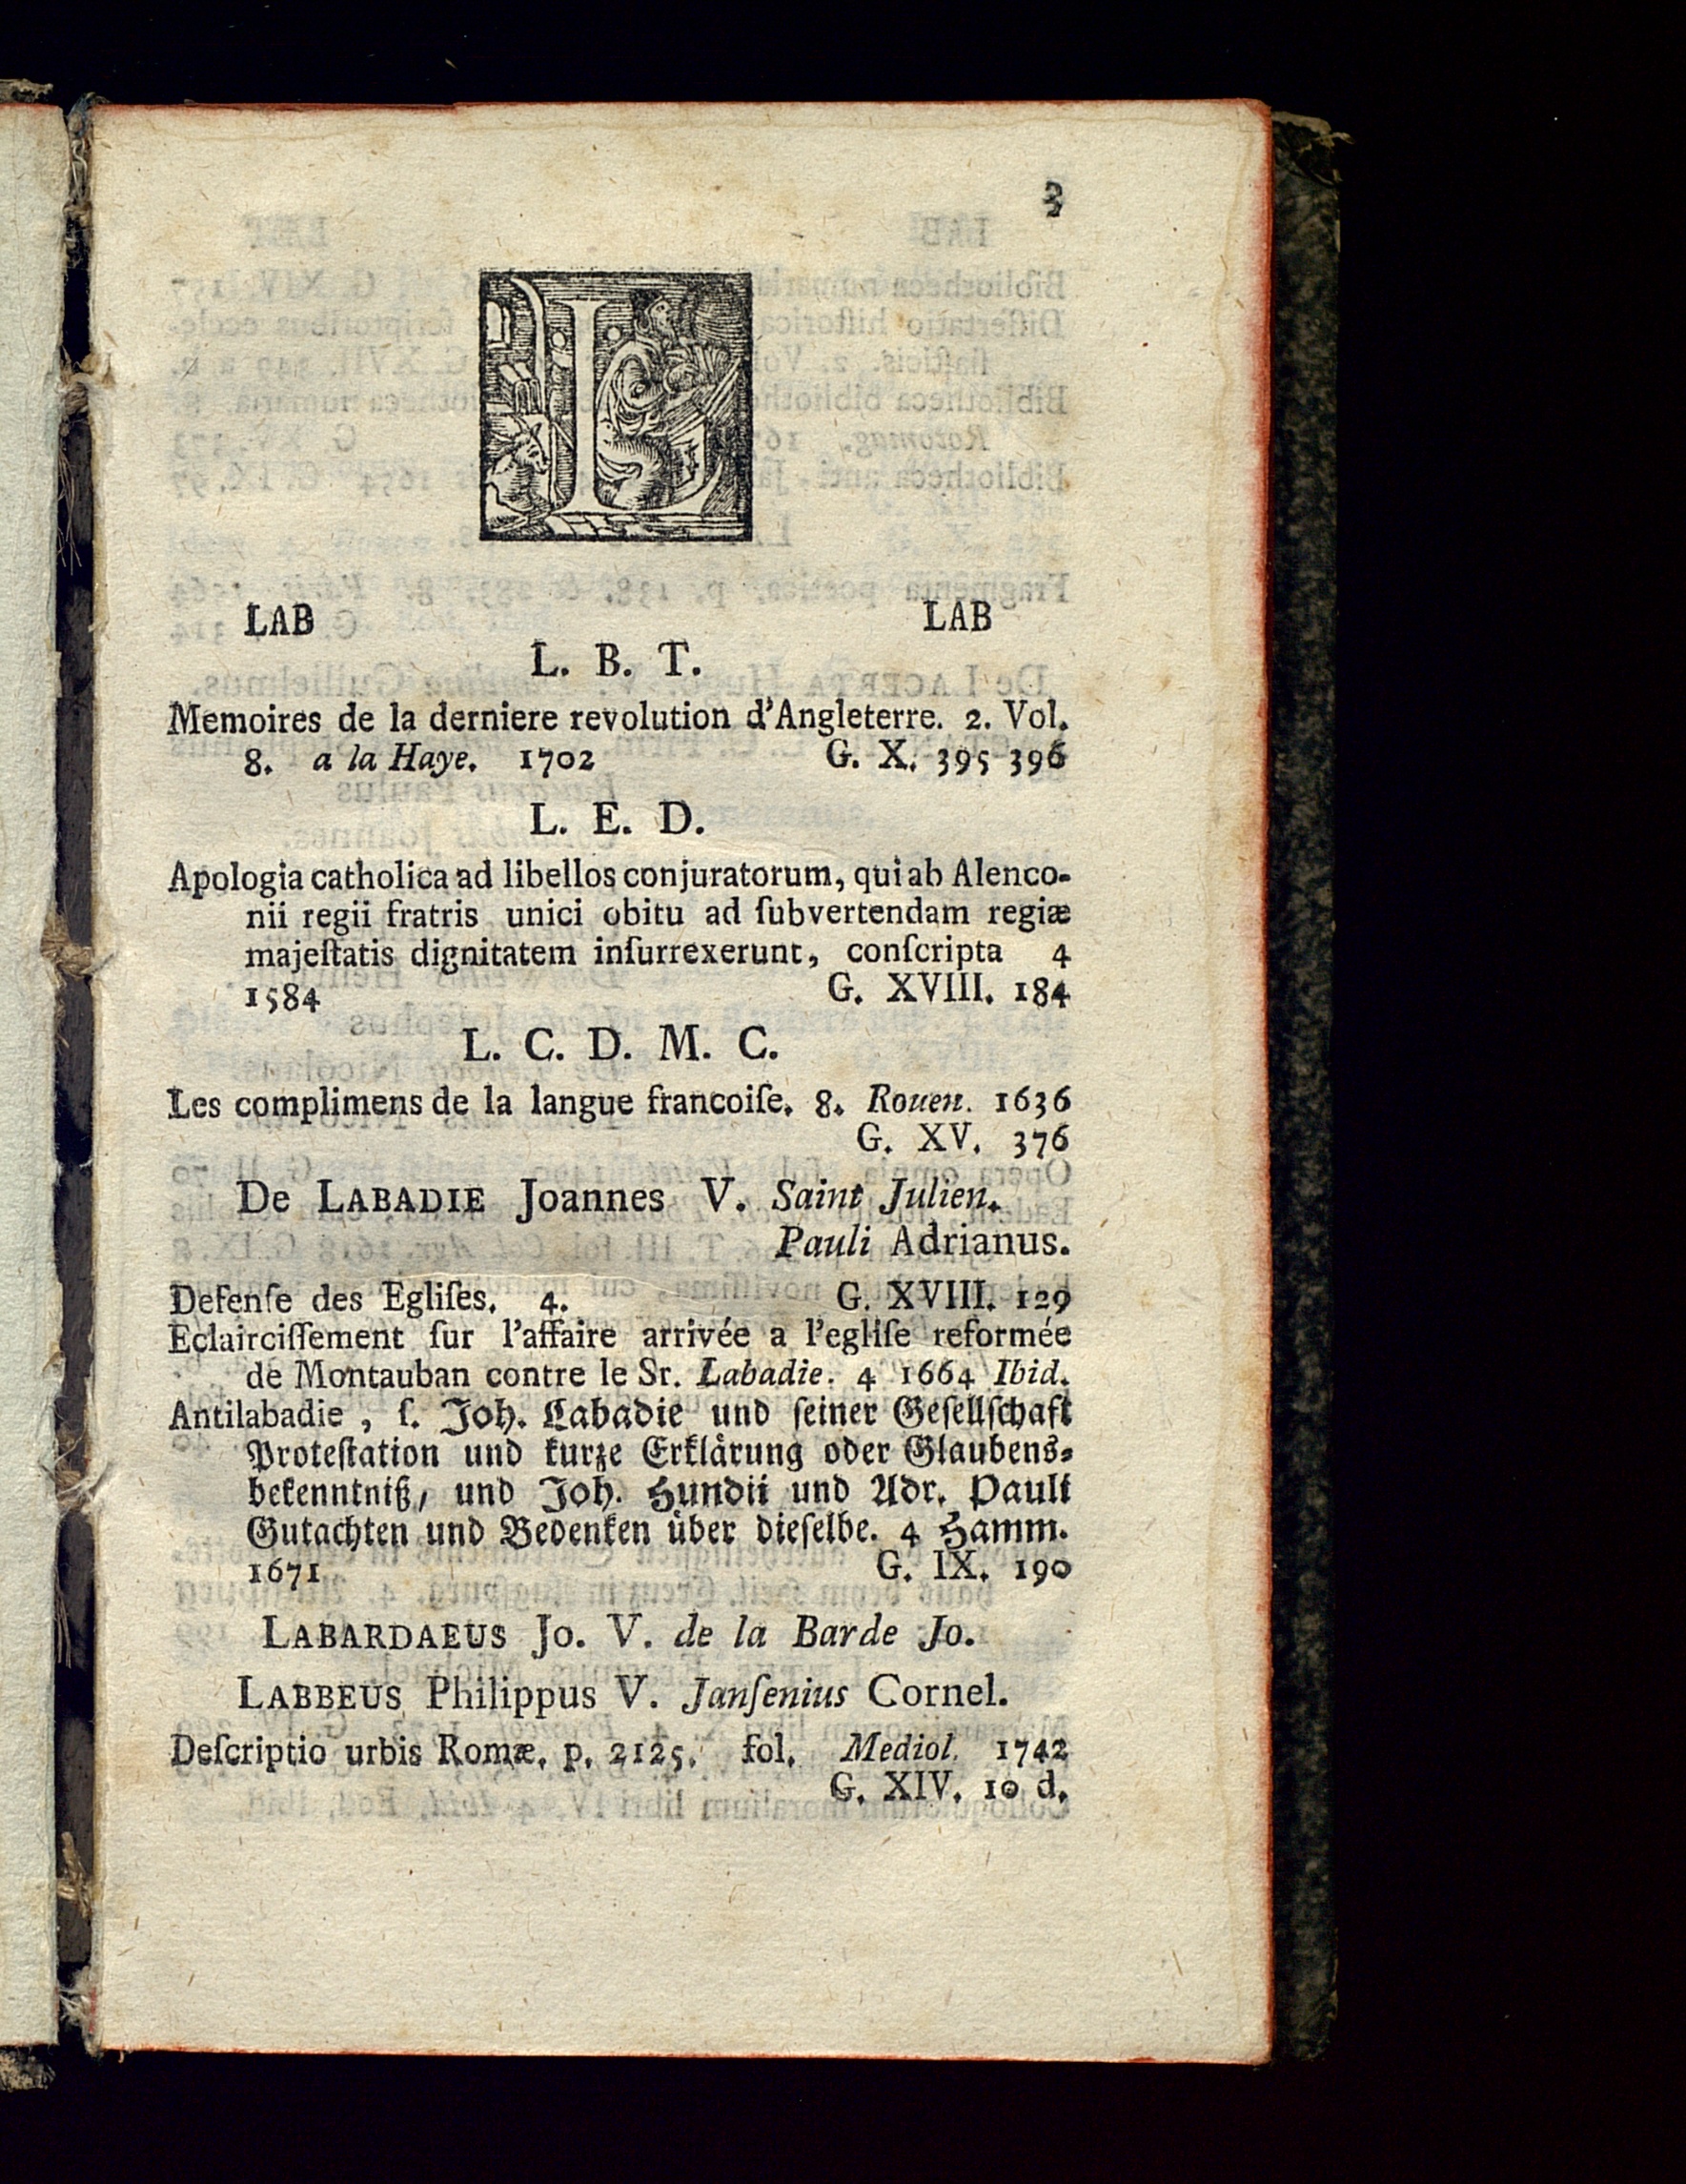 3
L
LAB LAB
L. B. T.
Memoires de la derniere revolution d'Angleterre. 2. Vol.
8. a la Haye. 1702 G. X. 395 396
L. E. D.
Apologia catholica ad libellos conjuratorum, qui ab Alenco-
nii regii fratris unici obitu ad ſubvertendam regiæ
majeſtatis dignitatem inſurrexerunt, conſcripta 4
1584 G. XVIII. 184
L. C. D. M. C.
Les complimens de la langue francoiſe. 8. Rouen. 1636
G. XV. 376
De LABADIE Joannes V. Saint Julien.
Pauli Adrianus.
Defenſe des Egliſes. 4. G. XVIII. 129
Eclairciſſement ſur l'affaire arrivée a l'egliſe reformée
de Montauban contre le Sr. Labadie. 4 1664 Ibid.
Antilabadie, ſ. Joh. Labadie und ſeiner Geſellſchaft
Proteſtation und kurze Erklärung oder Glaubens-
bekenntniß, und Joh. Hundii und Adr. Pauli
Gutachten und Bedenken über dieſelbe. 4 Hamm.
1671 G. IX. 190
LABARDAEUS Jo. V. de la Barde Jo.
LABBEUS Philippus V. Janſenius Cornel.
Deſcriptio urbis Romæ. p. 2125. fol. Mediol. 1742
G. XIV. 10 d.